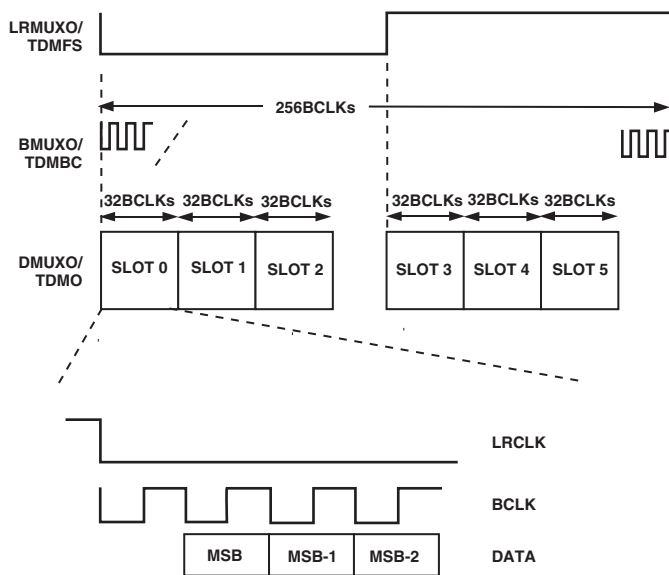 LRMUXO/
TDMFS
256BCLKs
BMUXO/
TDMBC
32BCLKs 32BCLKs 32BCLKs 32BCLKs 32BCLKs 32BCLKs
DMUXO/
TDMO
SLOT 0 SLOT 1 SLOT 2 SLOT 3 SLOT 4 SLOT 5
LRCLK
BCLK
MSB MSB-1 MSB-2 DATA